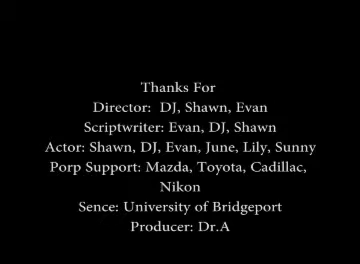 Thanks For
Director:  DJ, Shawn, Evan
Scriptwriter: Evan, DJ, Shawn
Actor: Shawn, DJ, Evan, June, Lily, Sunny
Porp Support: Mazda, Toyota, Cadillac,
Nikon
Sence: University of Bridgeport
Producer: Dr.A